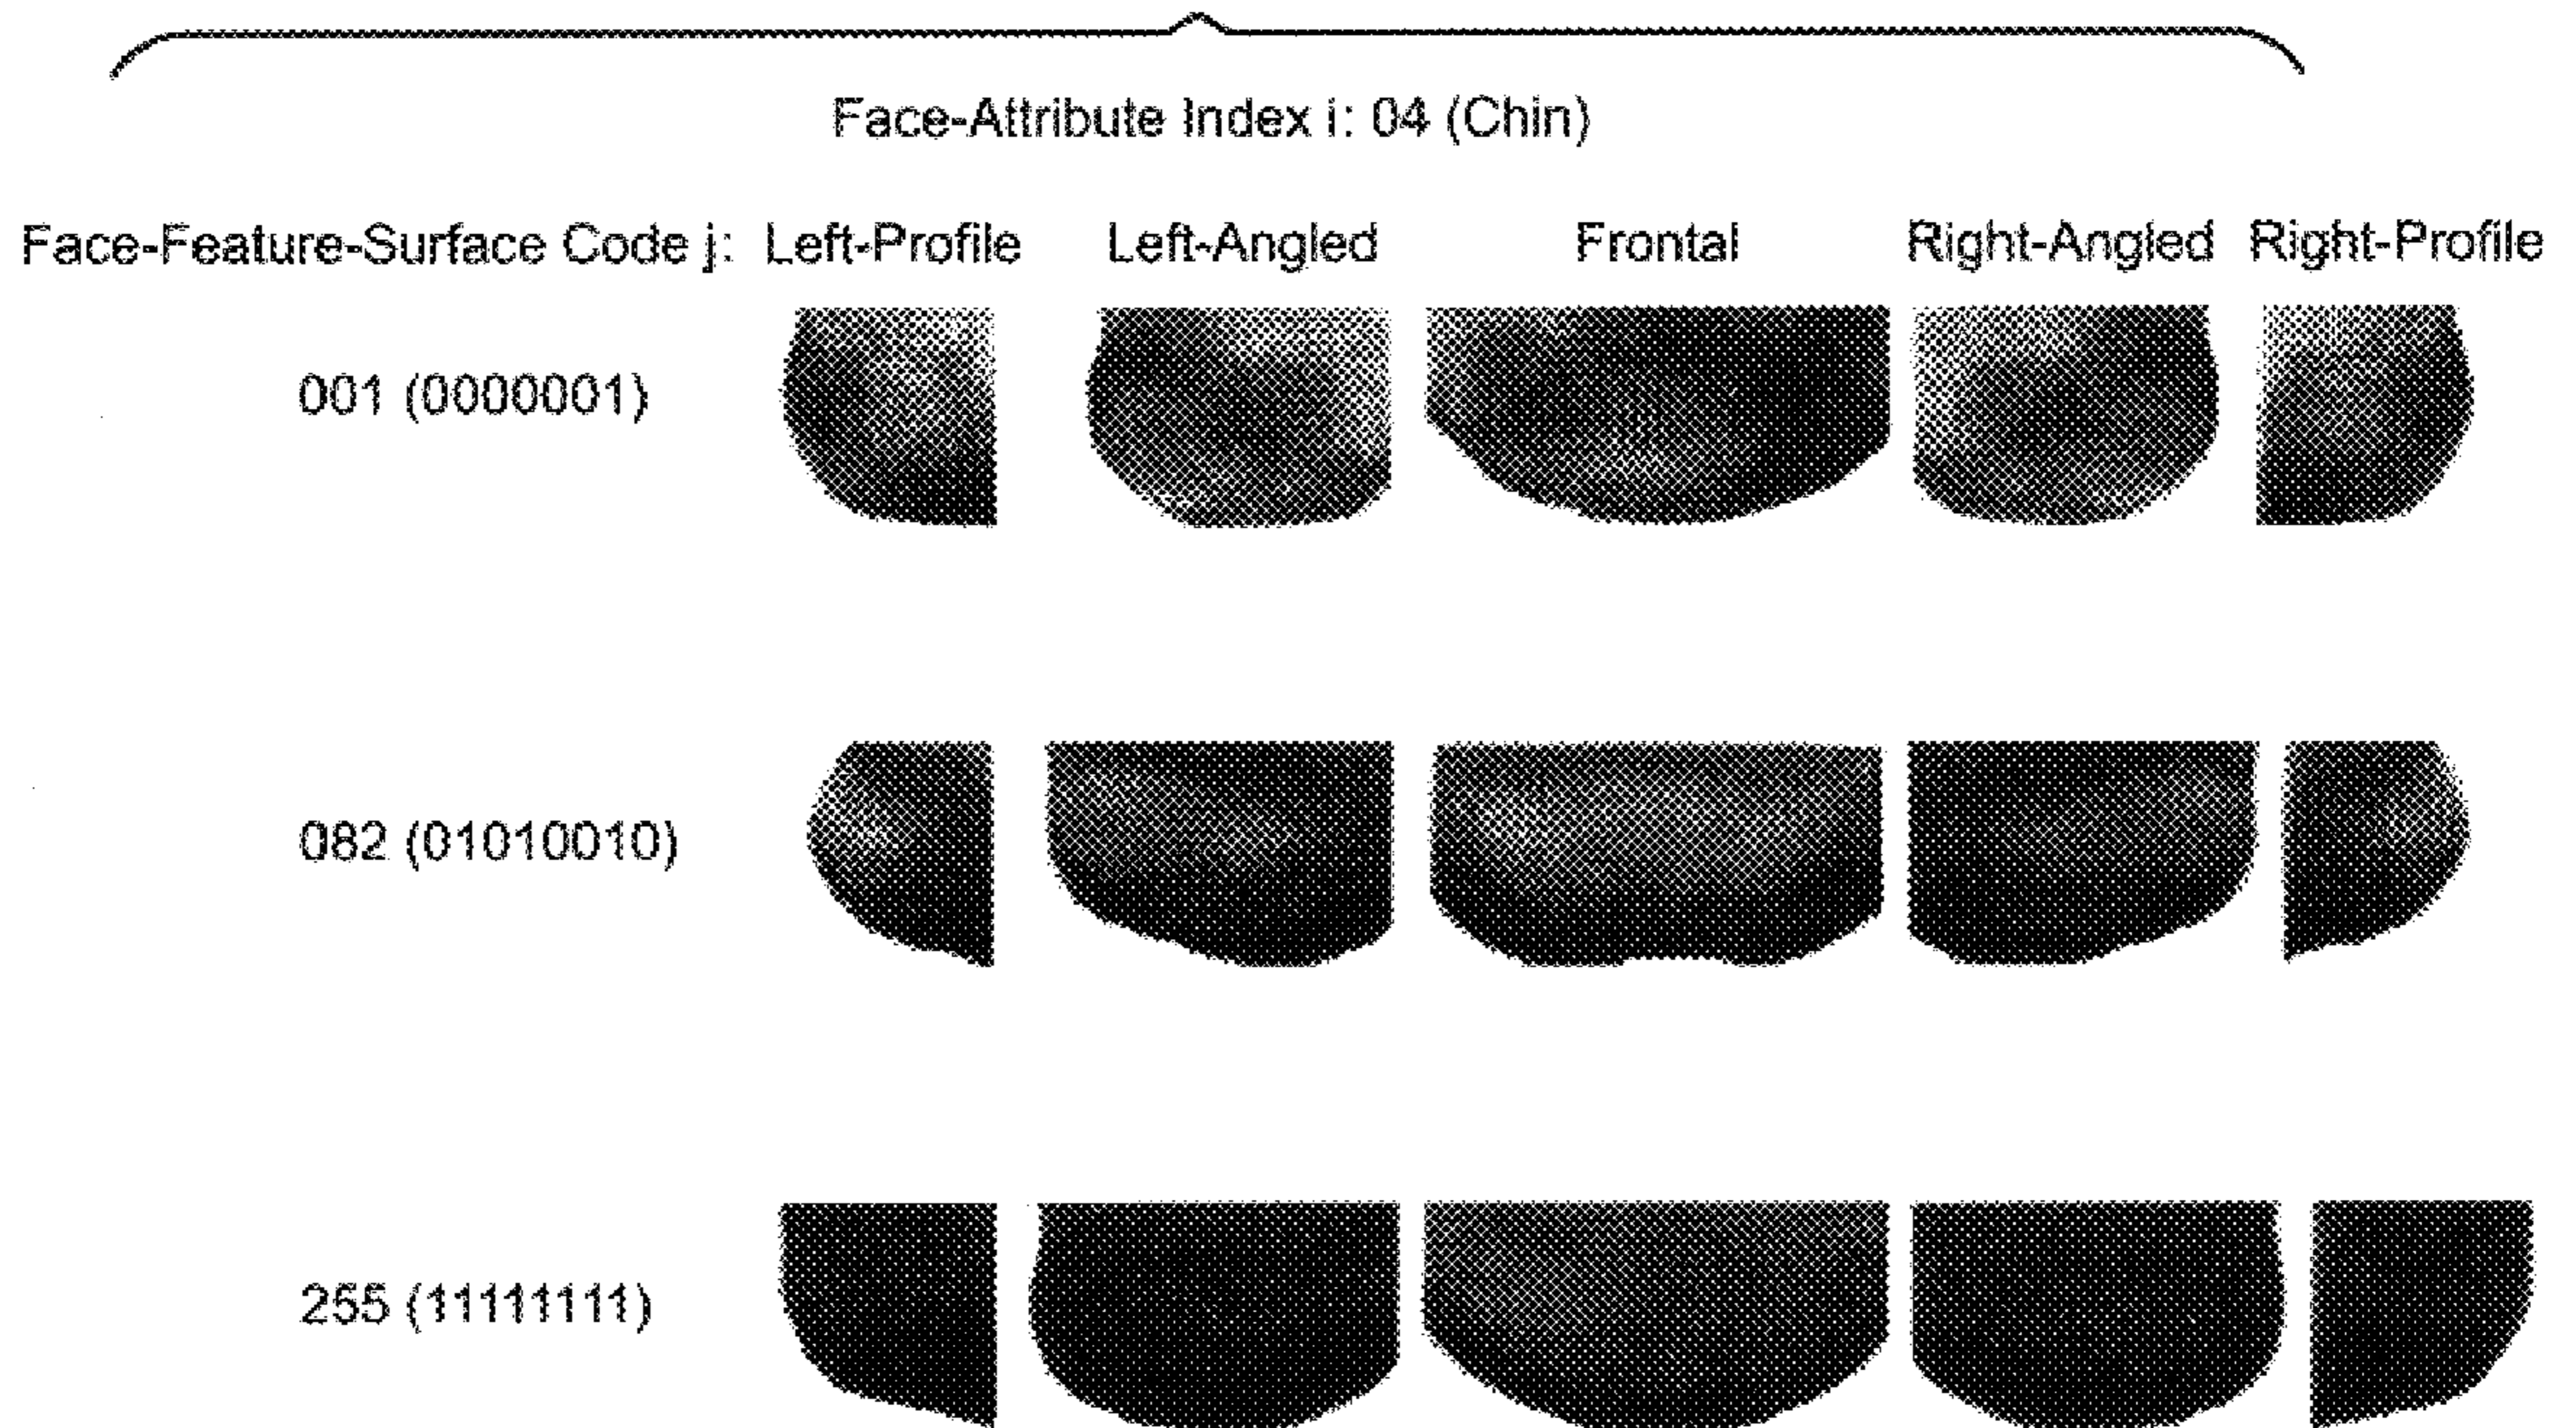 Face-Attribute Index i: 04 (Chin)
Face-Feature-Surface Code j: Left-Profile Left-Angled Frontal Right-Angled Right-Profile
001 (0000001)
082 (01010010)
255 (11111111)